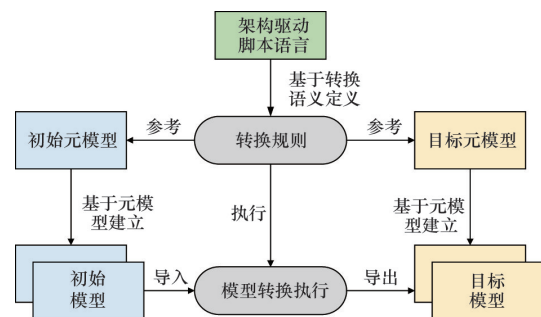 架构驱动
脚本语言
基于转换
语义定义
初始元模型
参考
转换规则
参考
目标元模型
基于元模
型建立
执行
基于元模
型建立
初始
模型
导入
模型转换执行
导出
目标
模型